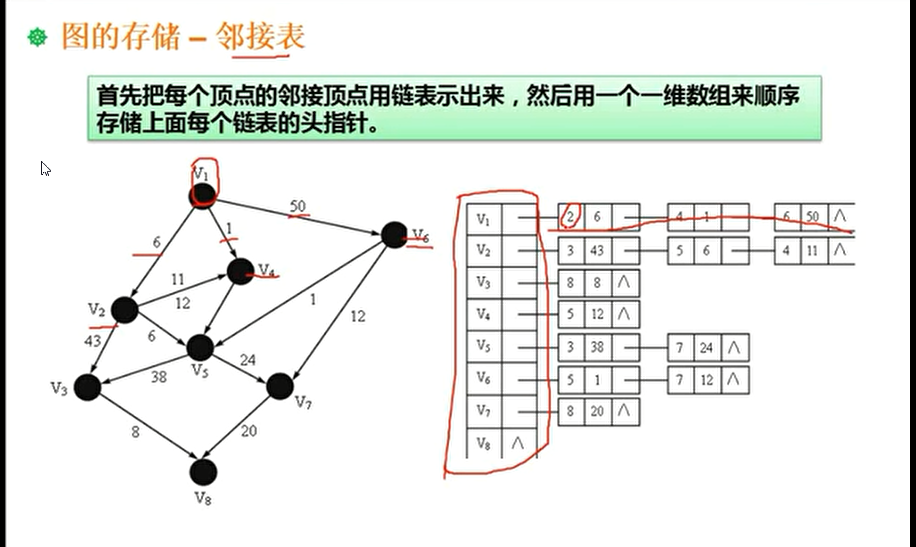 图的存储 – 邻接表
首先把每个顶点的邻接顶点用链表示出来，然后用一个一维数组来顺序
存储上面每个链表的头指针。
V1
50
6
1
V6
V4
11
12
V2
1
12
43
6
V5
24
38
V3
V7
8
20
V8
V1 2 6 4 1 6 50 ∧
V2 3 43 5 6 4 11 ∧
V3 8 8 ∧
V4 5 12 ∧
V5 3 38 7 24 ∧
V6 5 1 7 12 ∧
V7 8 20 ∧
V8 ∧